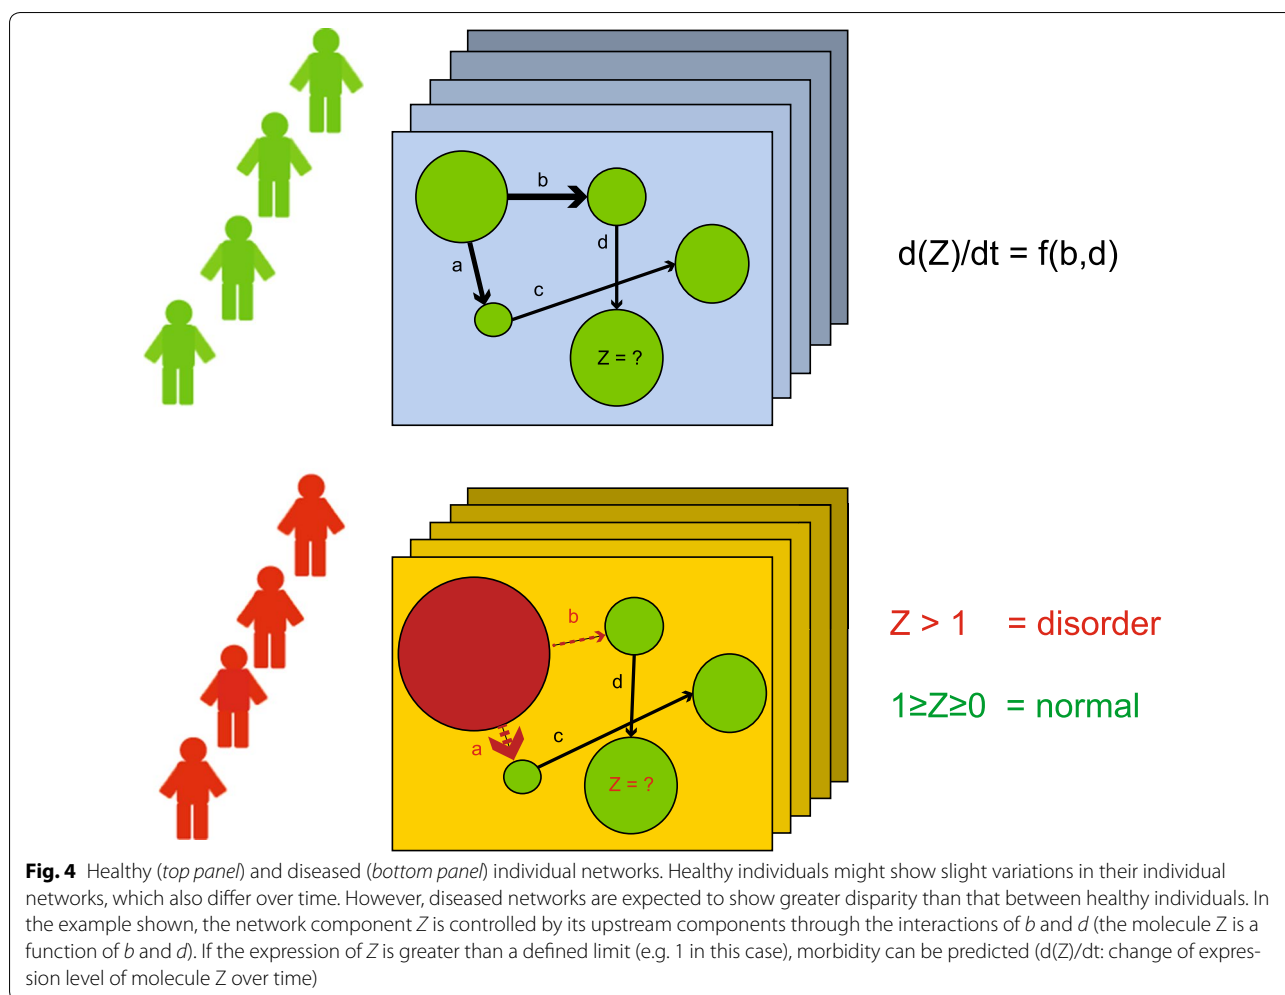 b
d
a
c
Z = ?
d(Z)/dt = f(b,d)
b
d
a
c
Z = ?
Z > 1 = disorder
1≥Z≥0 = normal
Fig. 4 Healthy (top panel) and diseased (bottom panel) individual networks. Healthy individuals might show slight variations in their individual
networks, which also differ over time. However, diseased networks are expected to show greater disparity than that between healthy individuals. In
the example shown, the network component Z is controlled by its upstream components through the interactions of b and d (the molecule Z is a
function of b and d). If the expression of Z is greater than a defined limit (e.g. 1 in this case), morbidity can be predicted (d(Z)/dt: change of expres-
sion level of molecule Z over time)